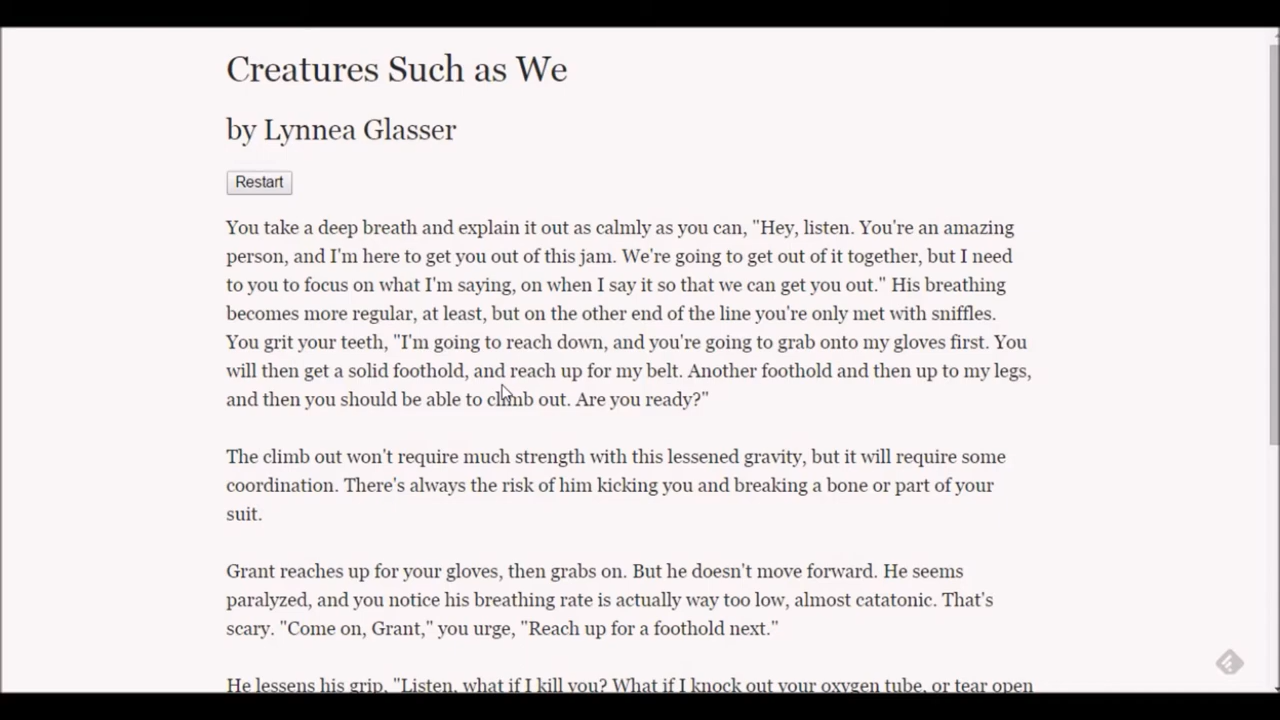 Creatures Such as We
by Lynnea Glasser
Restart
You take a deep breath and explain it out as calmly as you can, "Hey, listen. You're an amazing
person, and I'm here to get you out of this jam. We're going to get out of it together, but I need
to you to focus on what I'm saying, on when I say it so that we can get you out." His breathing
becomes more regular, at least, but on the other end of the line you're only met with sniffles.
You grit your teeth, "I'm going to reach down, and you're going to grab onto my gloves first. You
will then get a solid foothold, and reach up for my belt. Another foothold and then up to my legs,
and then you should be able to climb out. Are you ready?"
The climb out won't require much strength with this lessened gravity, but it will require some
coordination. There's always the risk of him kicking you and breaking a bone or part of your
suit.
Grant reaches up for your gloves, then grabs on. But he doesn't move forward. He seems
paralyzed, and you notice his breathing rate is actually way too low, almost catatonic. That's
scary. "Come on, Grant," you urge, "Reach up for a foothold next."
He lessens his grip, "Listen, what if I kill you? What if I knock out your oxygen tube, or tear open